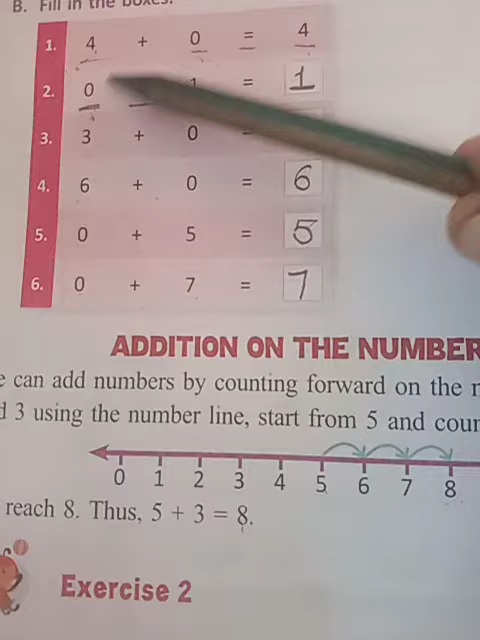 B. Fill in the boxes.
1. 4 + 0 = 4
2. 0 1 = 1
3. 3 + 0 =
4. 6 + 0 = 6
5. 0 + 5 = 5
6. 0 + 7 = 7
ADDITION ON THE NUMBER
can add numbers by counting forward on the
3 using the number line, start from 5 and
0 1 2 3 4 5 6 7 8
reach 8. Thus, 5 + 3 = 8.
Exercise 2